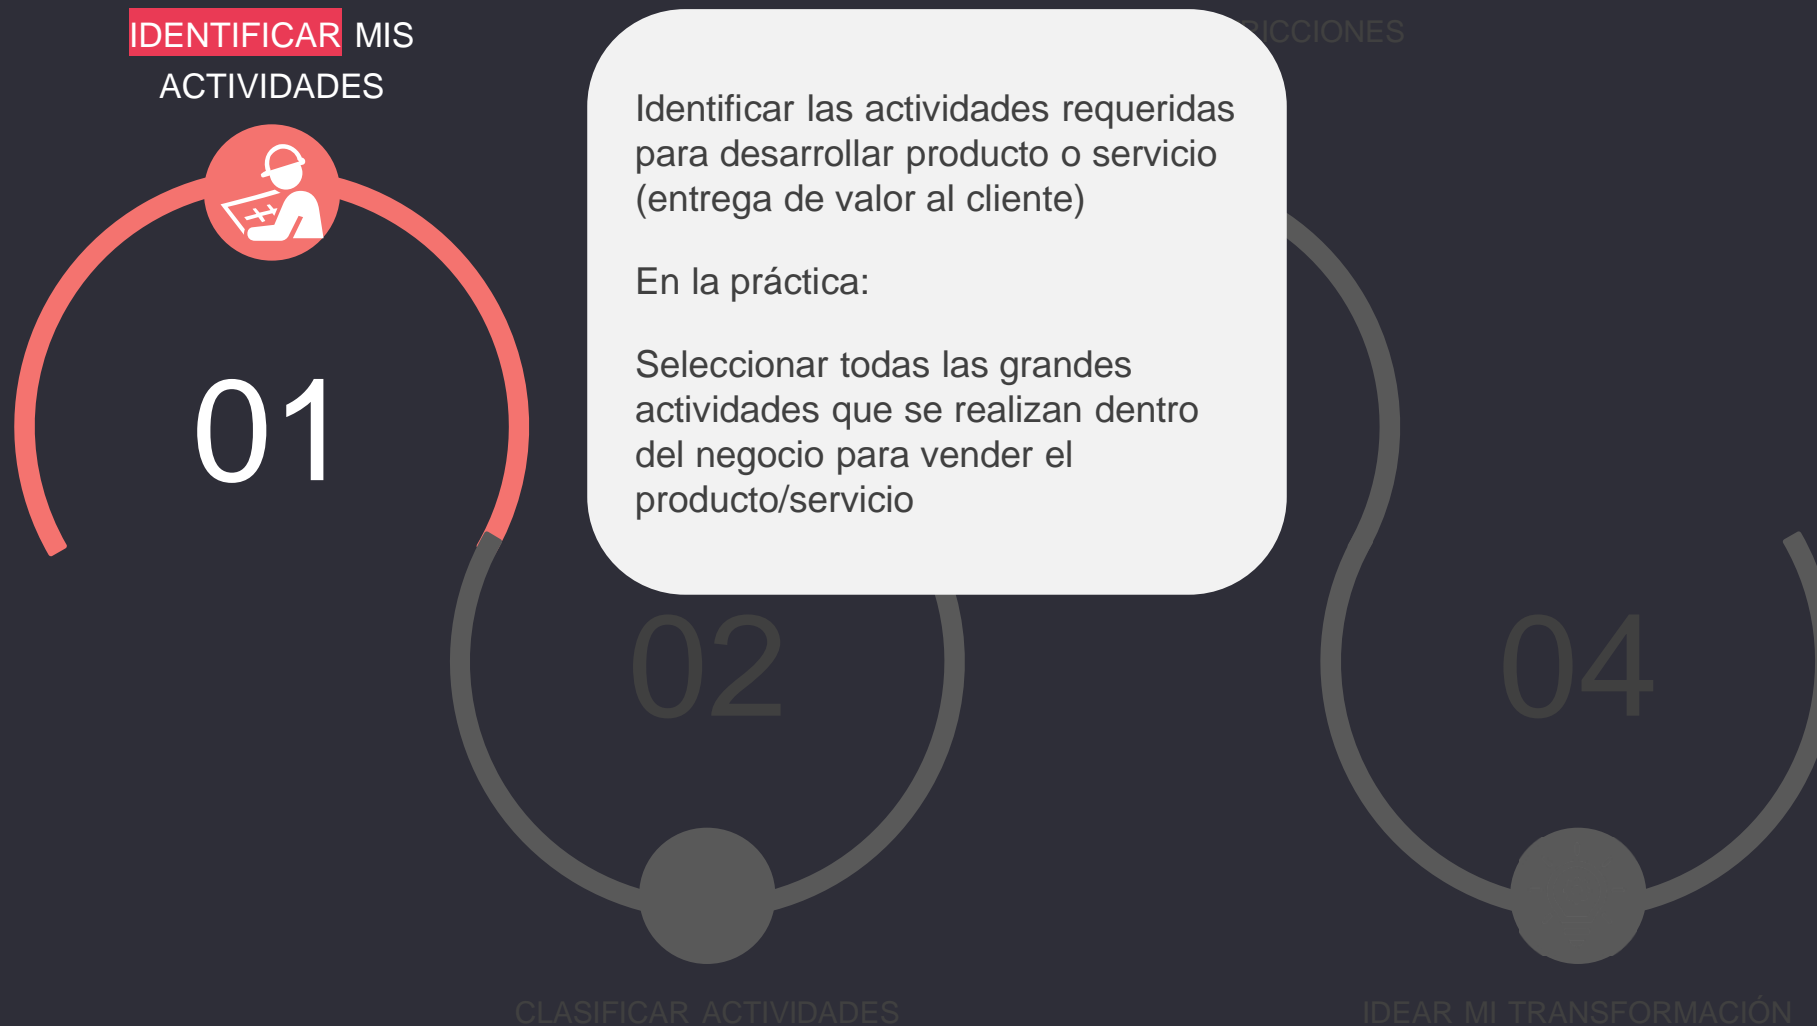 IDENTIFICAR MIS
ACTIVIDADES
01
Identificar las actividades requeridas
para desarrollar producto o servicio
(entrega de valor al cliente)
En la práctica:
Seleccionar todas las grandes
actividades que se realizan dentro
del negocio para vender el
producto/servicio
RICCIONES
02
04
CLASIFICAR ACTIVIDADES
IDEAR MI TRANSFORMACIÓN